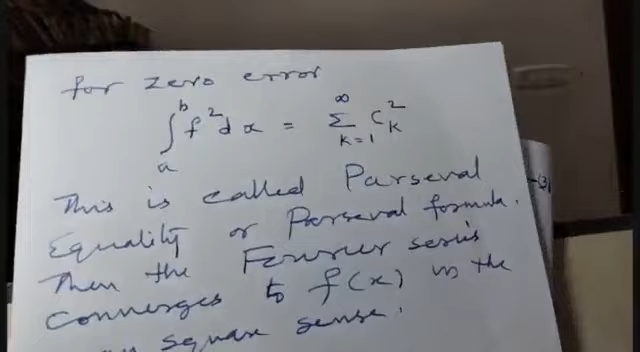 for zero error
∫_a^b f² dx = Σ_{k=1}^∞ C_k²
This is called Parseval
Equality or Parseval formula.
Then the Fourier series
converges to f(x) in the
square sense.